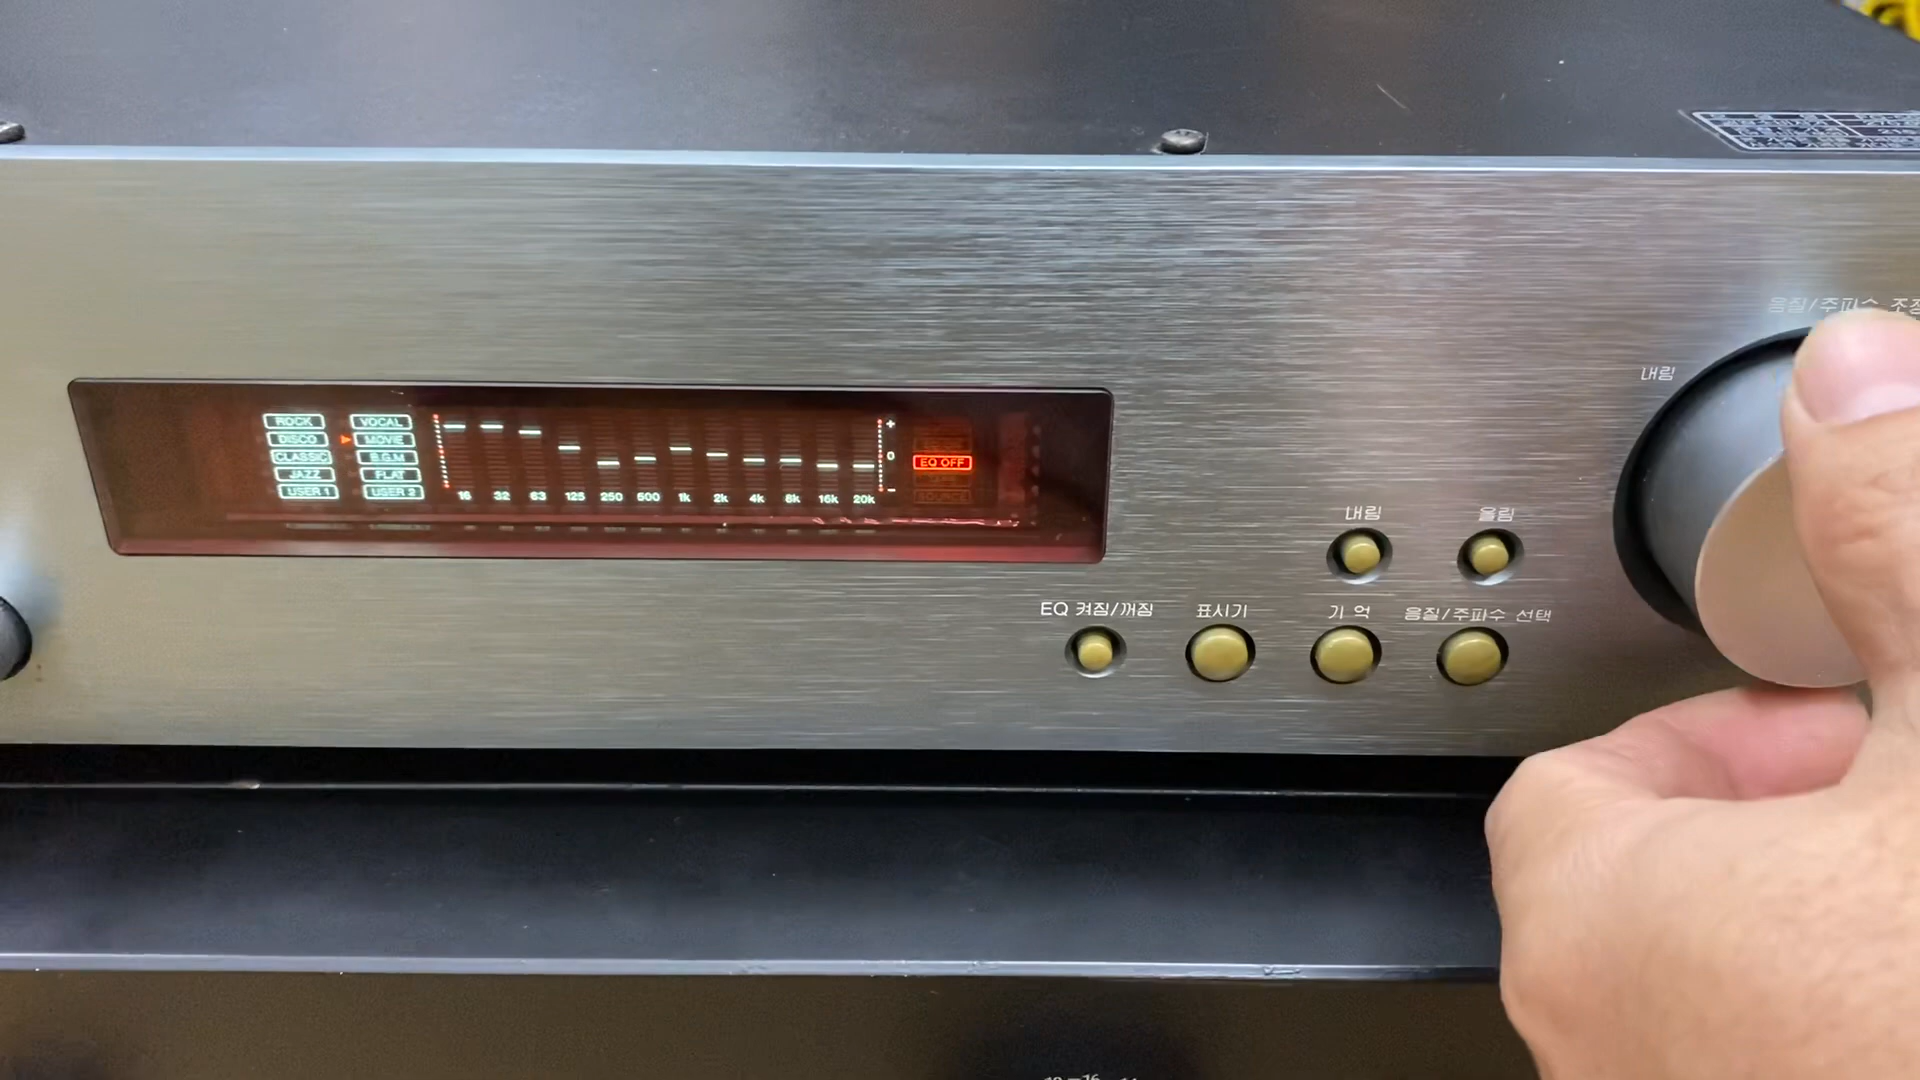 음질/주파수 조정
내림
ROCK VOCAL
DISCO MOVIE
CLASSIC B.G.M
JAZZ FLAT
USER 1 USER 2
+
0
−
16 32 63 125 250 500 1k 2k 4k 8k 16k 20k
EQ OFF
SOURCE
내림 올림
EQ 켜짐/꺼짐 표시기 기 억 음질/주파수 선택